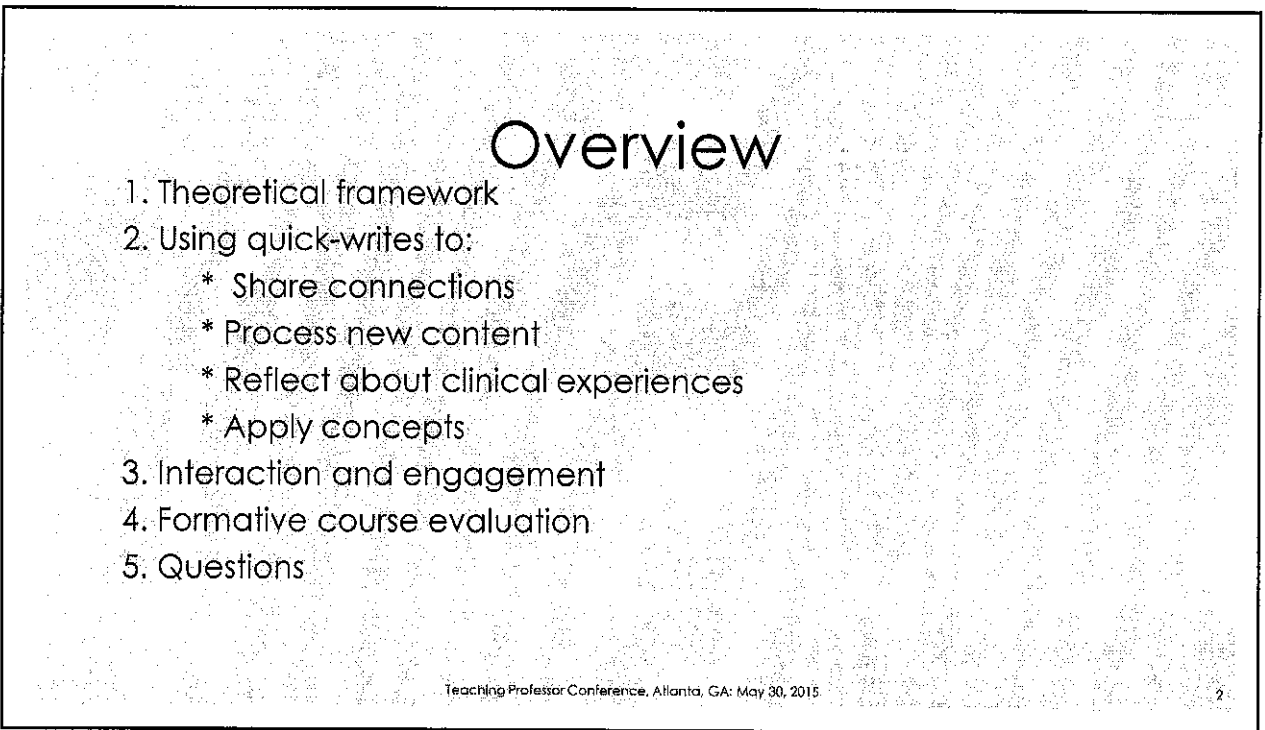 Overview
1. Theoretical framework
2. Using quick-writes to:
* Share connections
* Process new content
* Reflect about clinical experiences
* Apply concepts
3. Interaction and engagement
4. Formative course evaluation
5. Questions
Teaching Professor Conference, Atlanta, GA: May 30, 2015
2